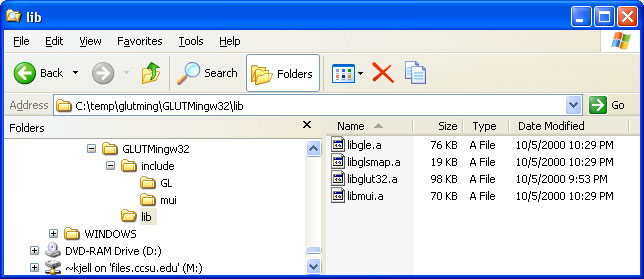 lib
File Edit View Favorites Tools Help
Back Search Folders
Address C:\temp\glutming\GLUTMingw32\lib Go
Folders
GLUTMingw32
include
GL
mui
lib
WINDOWS
DVD-RAM Drive (D:)
~kjell on 'files.ccsu.edu' (M:)
Name Size Type Date Modified
libgle.a 76 KB A File 10/5/2000 10:29 PM
libglsmap.a 19 KB A File 10/5/2000 10:29 PM
libglut32.a 98 KB A File 10/5/2000 9:53 PM
libmui.a 70 KB A File 10/5/2000 10:29 PM